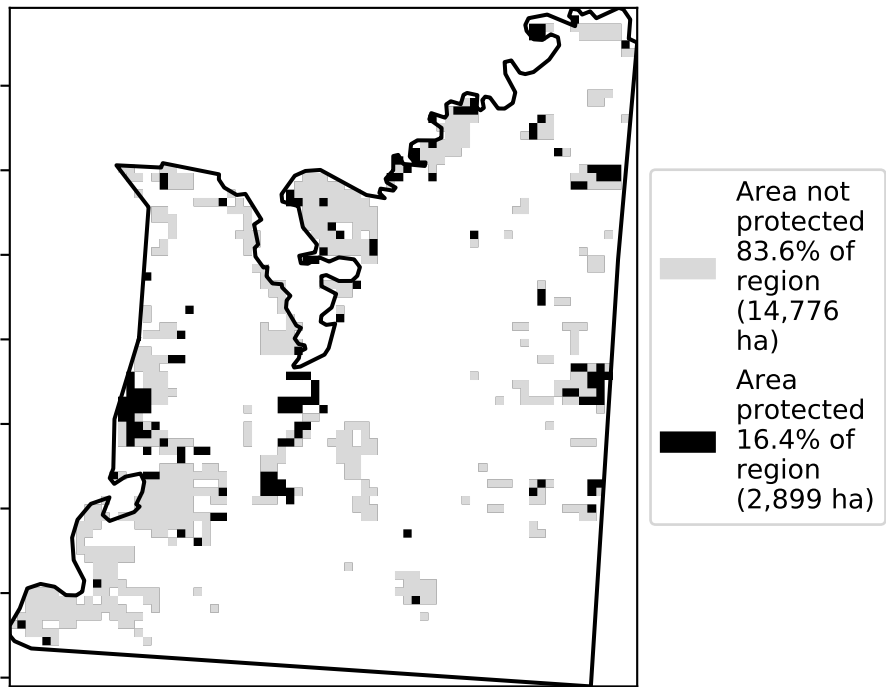 Area not
protected
83.6% of
region
(14,776
ha)
Area
protected
16.4% of
region
(2,899 ha)